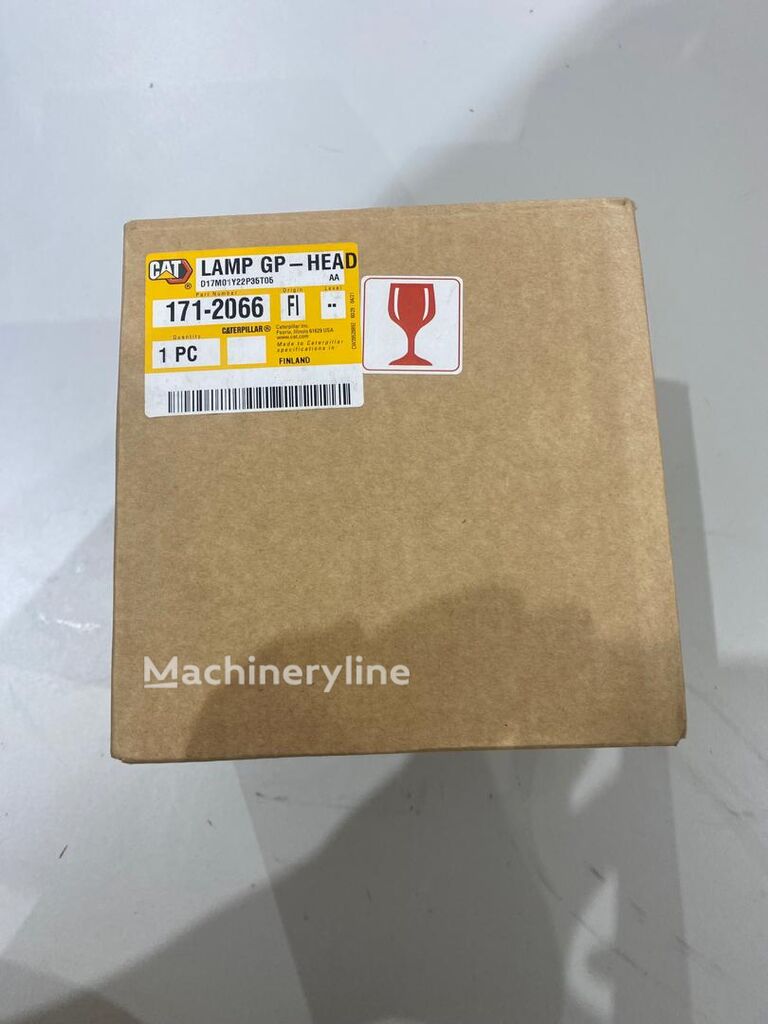 CAT®
LAMP GP–HEAD
D17M01Y22P35T05
AA
Part Number
Origin
Level
171-2066
FI
--
Quantity
CATERPILLAR®
Caterpillar Inc.
Peoria, Illinois 61629 USA
www.cat.com
1 PC
Made to Caterpillar
specifications in
FINLAND
Machineryline